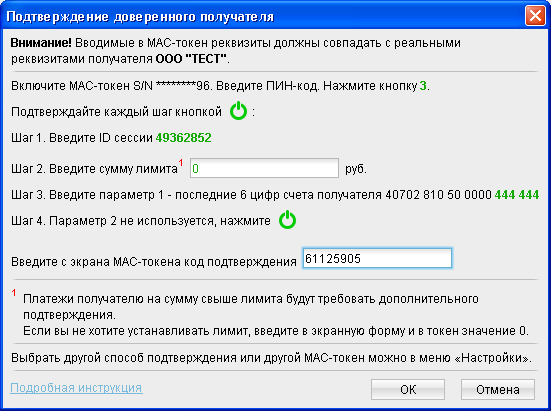 Подтверждение доверенного получателя
Внимание! Вводимые в МАС-токен реквизиты должны совпадать с реальными
реквизитами получателя ООО "ТЕСТ".
Включите МАС-токен S/N ********96. Введите ПИН-код. Нажмите кнопку 3.
Подтверждайте каждый шаг кнопкой :
Шаг 1. Введите ID сессии 49362852
Шаг 2. Введите сумму лимита1 0 руб.
Шаг 3. Введите параметр 1 - последние 6 цифр счета получателя 40702 810 50 0000 444 444
Шаг 4. Параметр 2 не используется, нажмите
Введите с экрана МАС-токена код подтверждения 61125905
1 Платежи получателю на сумму свыше лимита будут требовать дополнительного
подтверждения.
Если вы не хотите устанавливать лимит, введите в экранную форму и в токен значение 0.
Выбрать другой способ подтверждения или другой МАС-токен можно в меню «Настройки».
Подробная инструкция
ОК Отмена